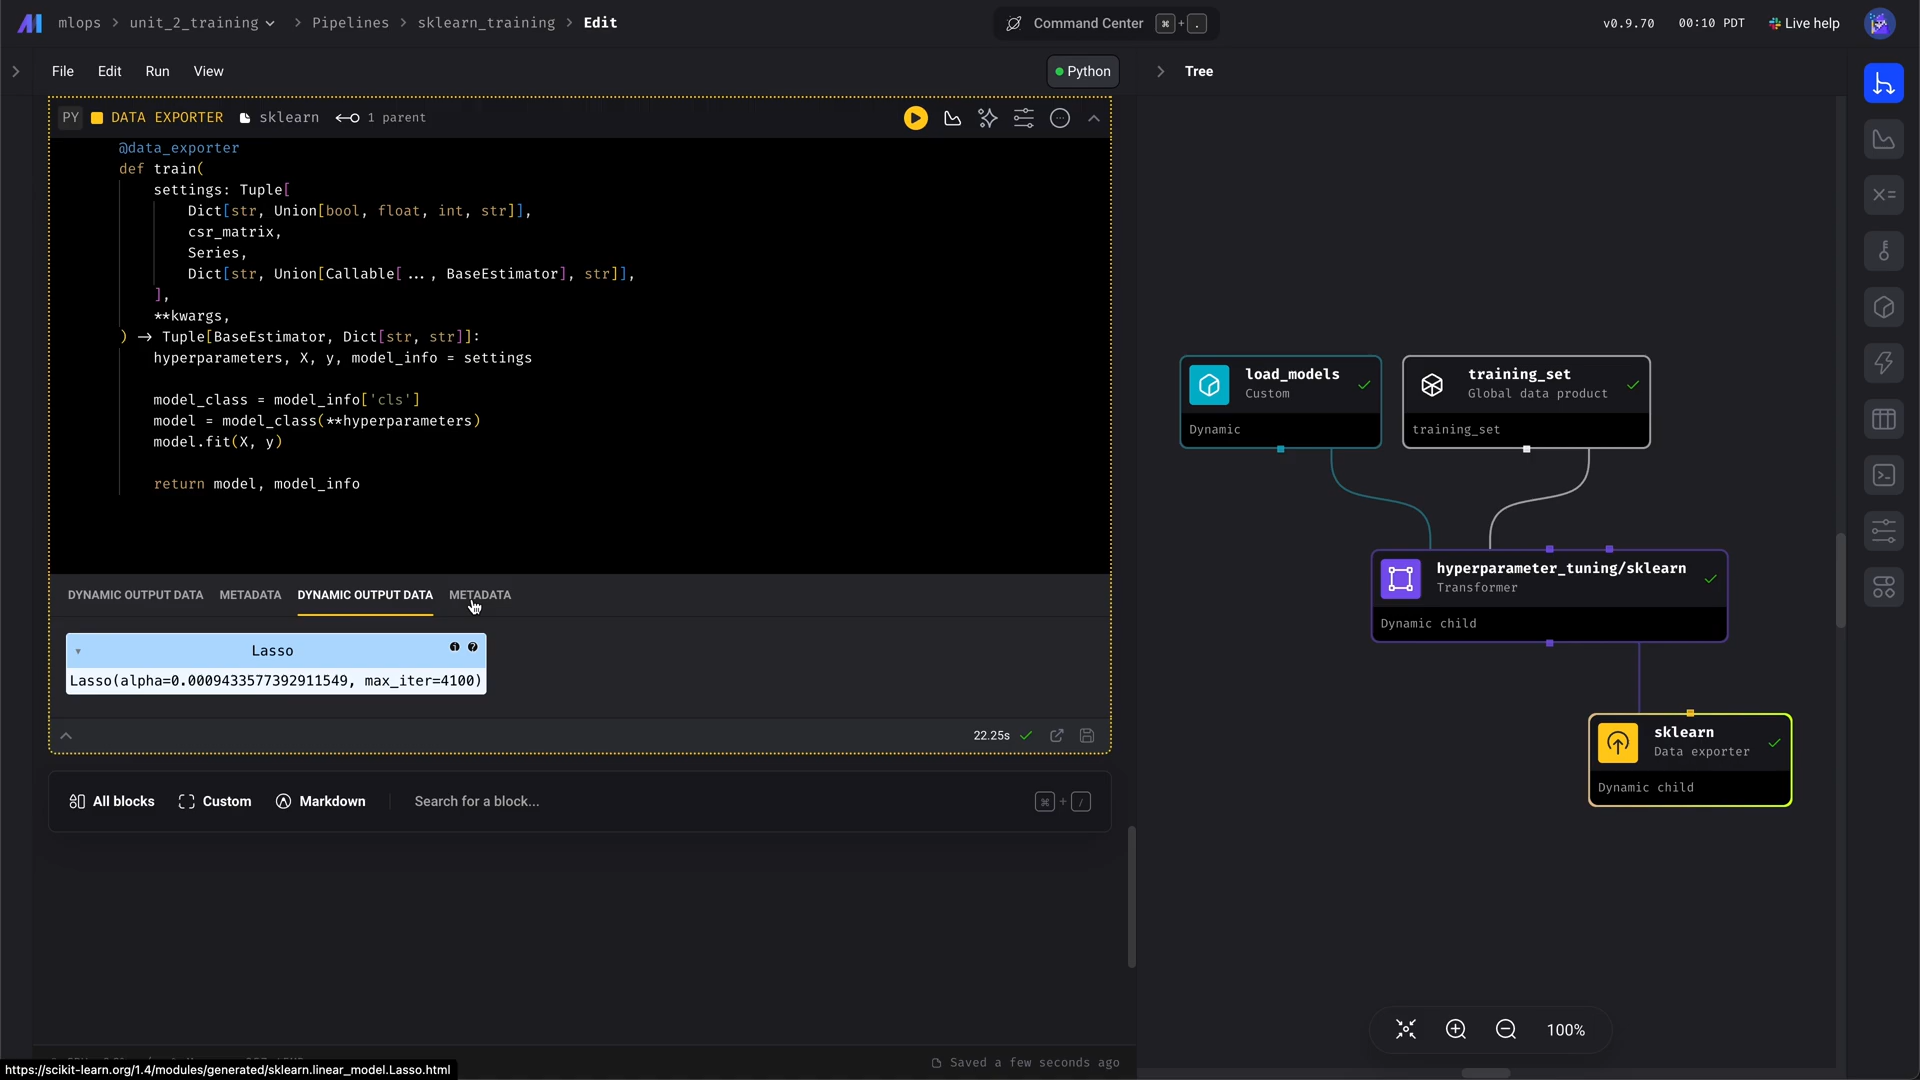 mlops > unit_2_training > Pipelines > sklearn_training > Edit
Command Center ⌘ + .
v0.9.70 00:10 PDT Live help
File Edit Run View
Python
Tree
PY DATA EXPORTER sklearn 1 parent
@data_exporter
def train(
settings: Tuple[
Dict[str, Union[bool, float, int, str]],
csr_matrix,
Series,
Dict[str, Union[Callable[..., BaseEstimator], str]],
],
**kwargs,
) -> Tuple[BaseEstimator, Dict[str, str]]:
hyperparameters, X, y, model_info = settings
model_class = model_info['cls']
model = model_class(**hyperparameters)
model.fit(X, y)
return model, model_info
DYNAMIC OUTPUT DATA METADATA DYNAMIC OUTPUT DATA METADATA
Lasso i ?
Lasso(alpha=0.0009433577392911549, max_iter=4100)
22.25s
All blocks Custom Markdown Search for a block... ⌘ + /
load_models
Custom
Dynamic
training_set
Global data product
training_set
hyperparameter_tuning/sklearn
Transformer
Dynamic child
sklearn
Data exporter
Dynamic child
100%
Saved a few seconds ago
https://scikit-learn.org/1.4/modules/generated/sklearn.linear_model.Lasso.html